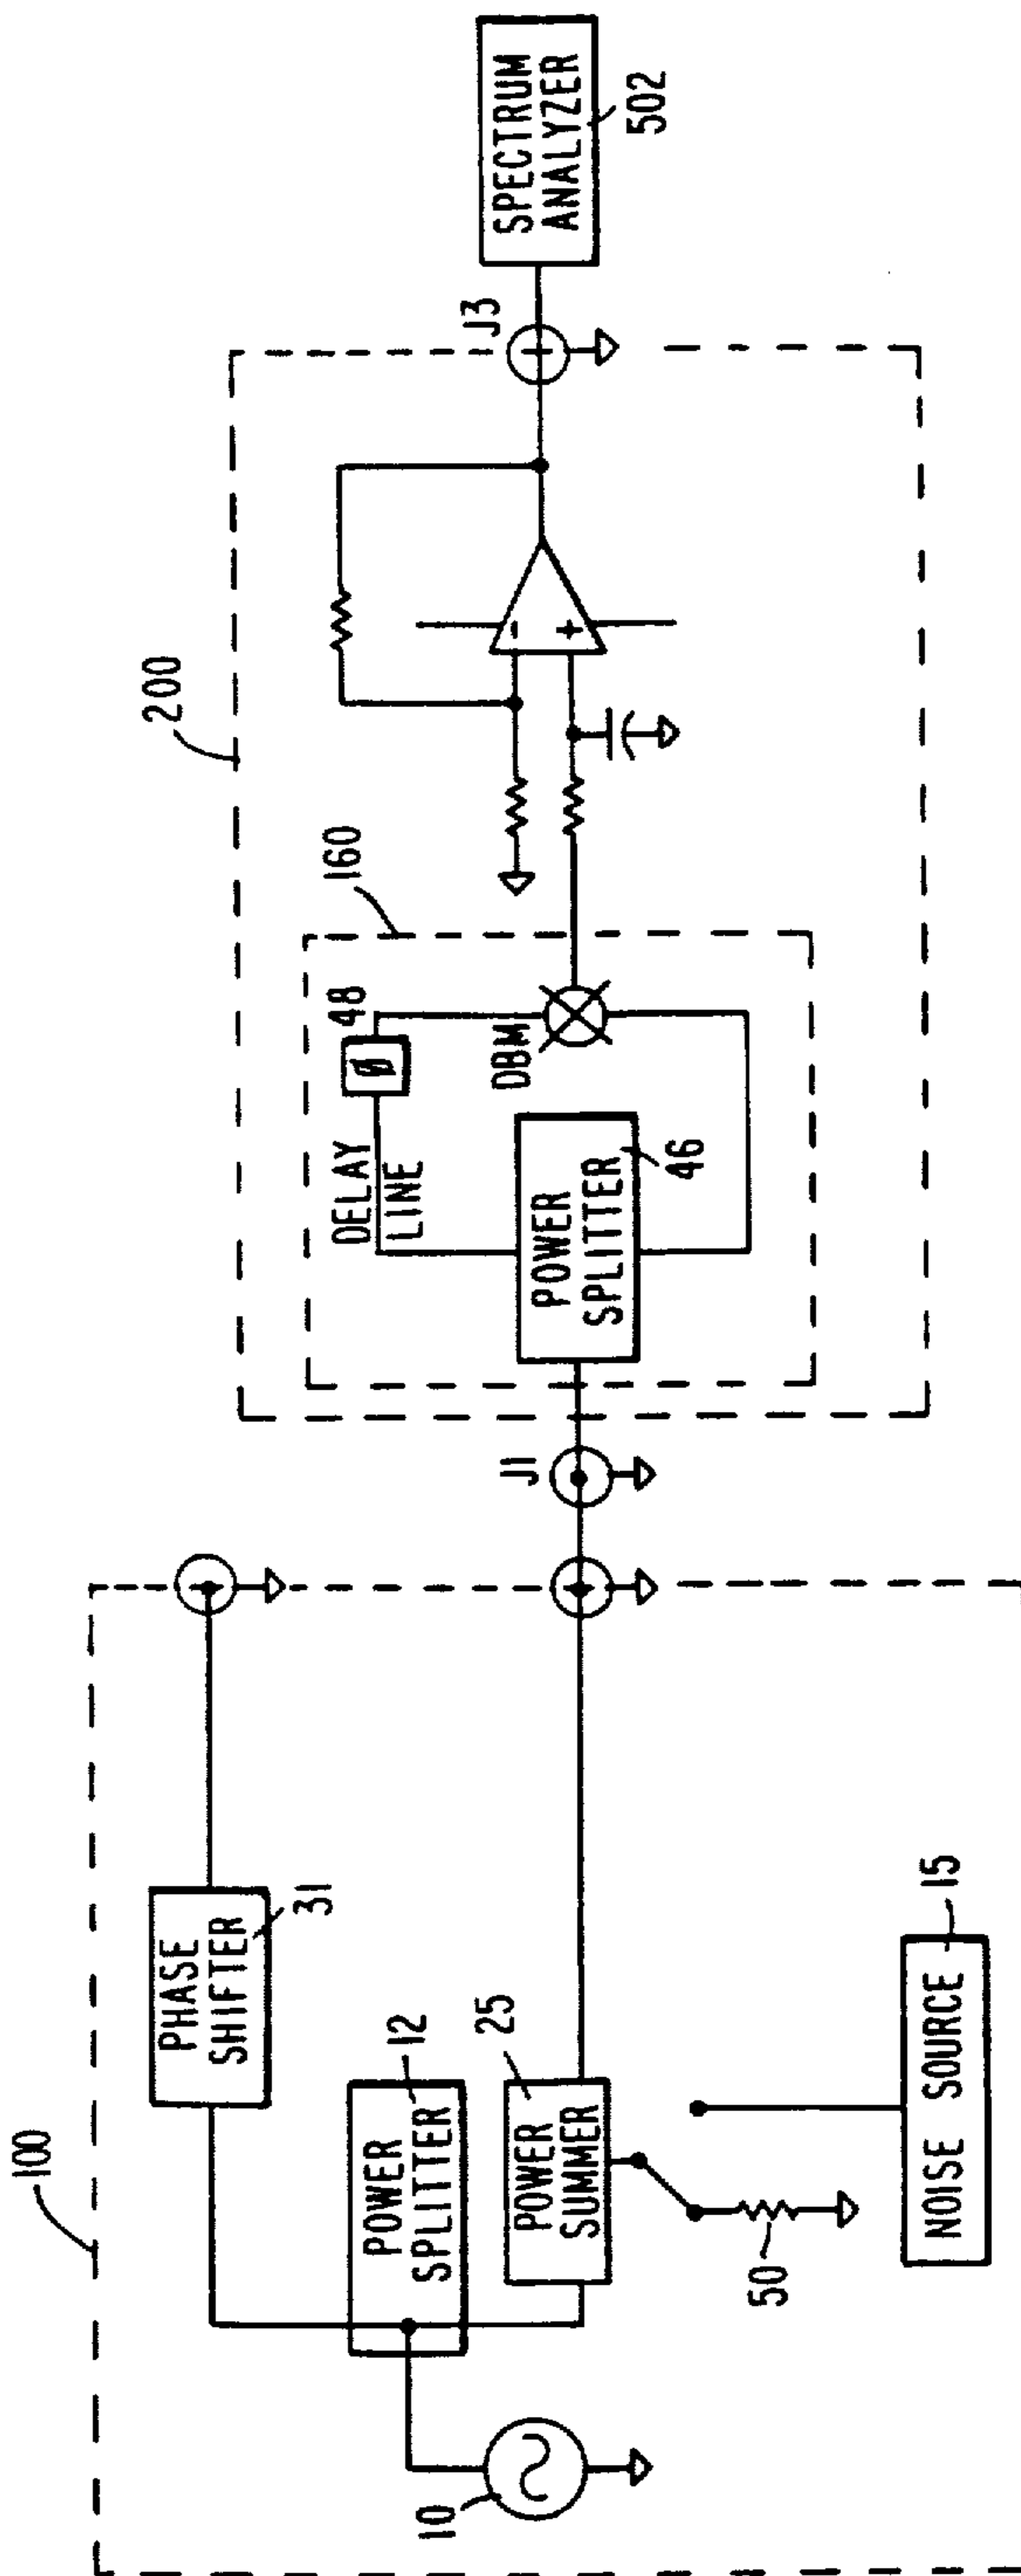 100
PHASE
SHIFTER
31
POWER
SPLITTER
12
10
POWER
SUMMER
25
50
NOISE SOURCE
15
J1
200
160
DELAY
LINE
Ø
48
DBM
POWER
SPLITTER
46
-
+
J3
SPECTRUM
ANALYZER
502